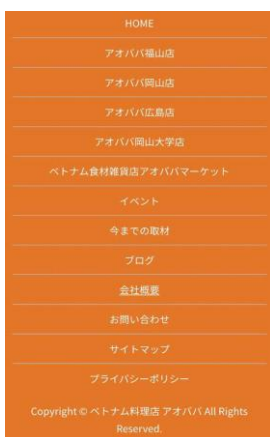 HOME
アオババ福山店
アオババ岡山店
アオババ広島店
アオババ岡山大学店
ベトナム食材雑貨店アオババマーケット
イベント
今までの取材
ブログ
会社概要
お問い合わせ
サイトマップ
プライバシーポリシー
Copyright © ベトナム料理店 アオババ All Rights
Reserved.